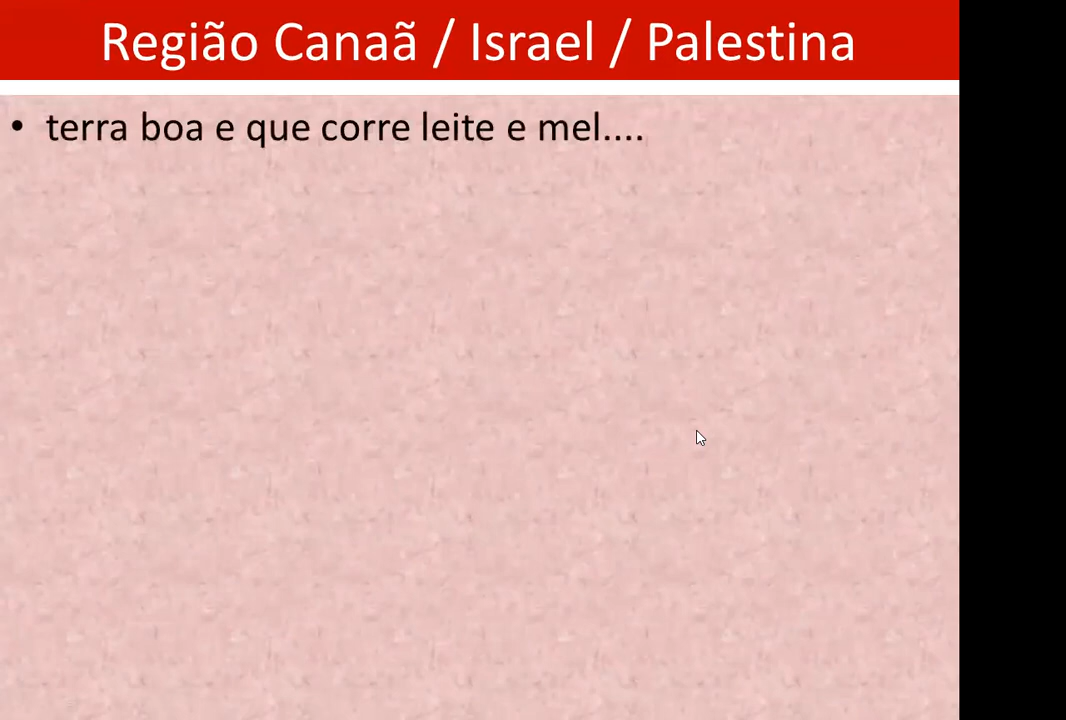 Região Canaã / Israel / Palestina
• terra boa e que corre leite e mel....